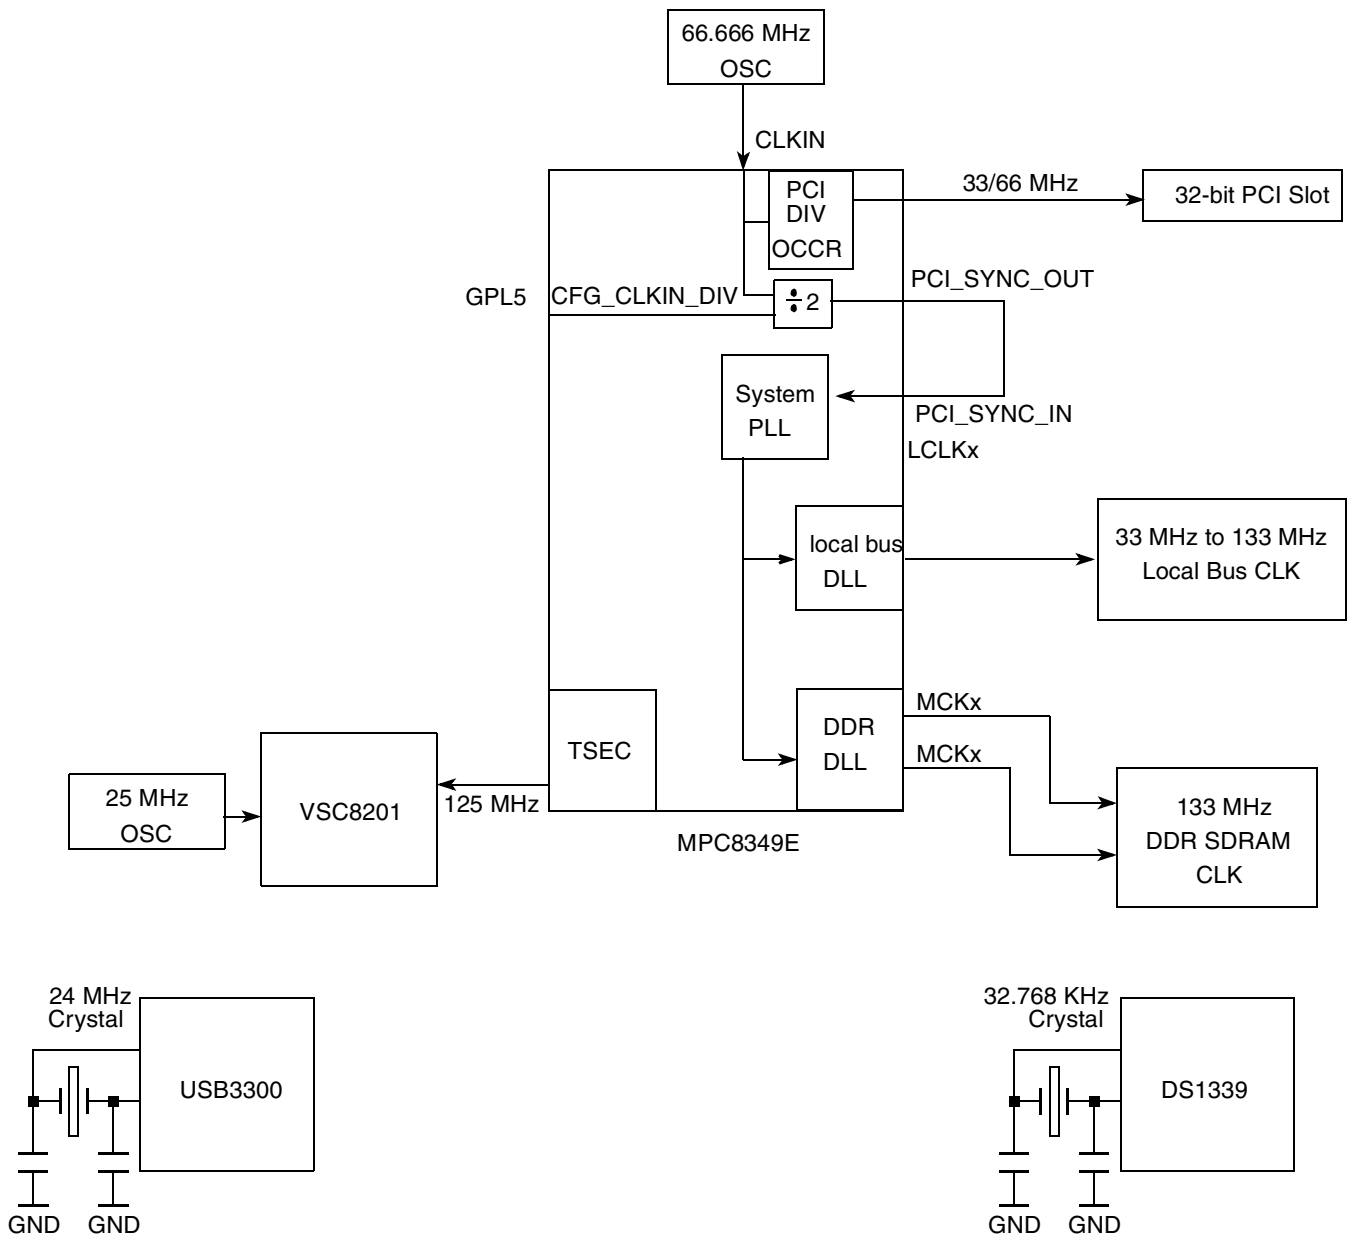 66.666 MHz
OSC
CLKIN
PCI
DIV
OCCR
33/66 MHz
32-bit PCI Slot
GPL5
CFG_CLKIN_DIV
÷2
PCI_SYNC_OUT
System
PLL
PCI_SYNC_IN
LCLKx
local bus
DLL
33 MHz to 133 MHz
Local Bus CLK
TSEC
DDR
DLL
MCKx
MCKx
25 MHz
OSC
VSC8201
125 MHz
133 MHz
DDR SDRAM
CLK
MPC8349E
24 MHz
Crystal
USB3300
GND
GND
32.768 KHz
Crystal
DS1339
GND
GND